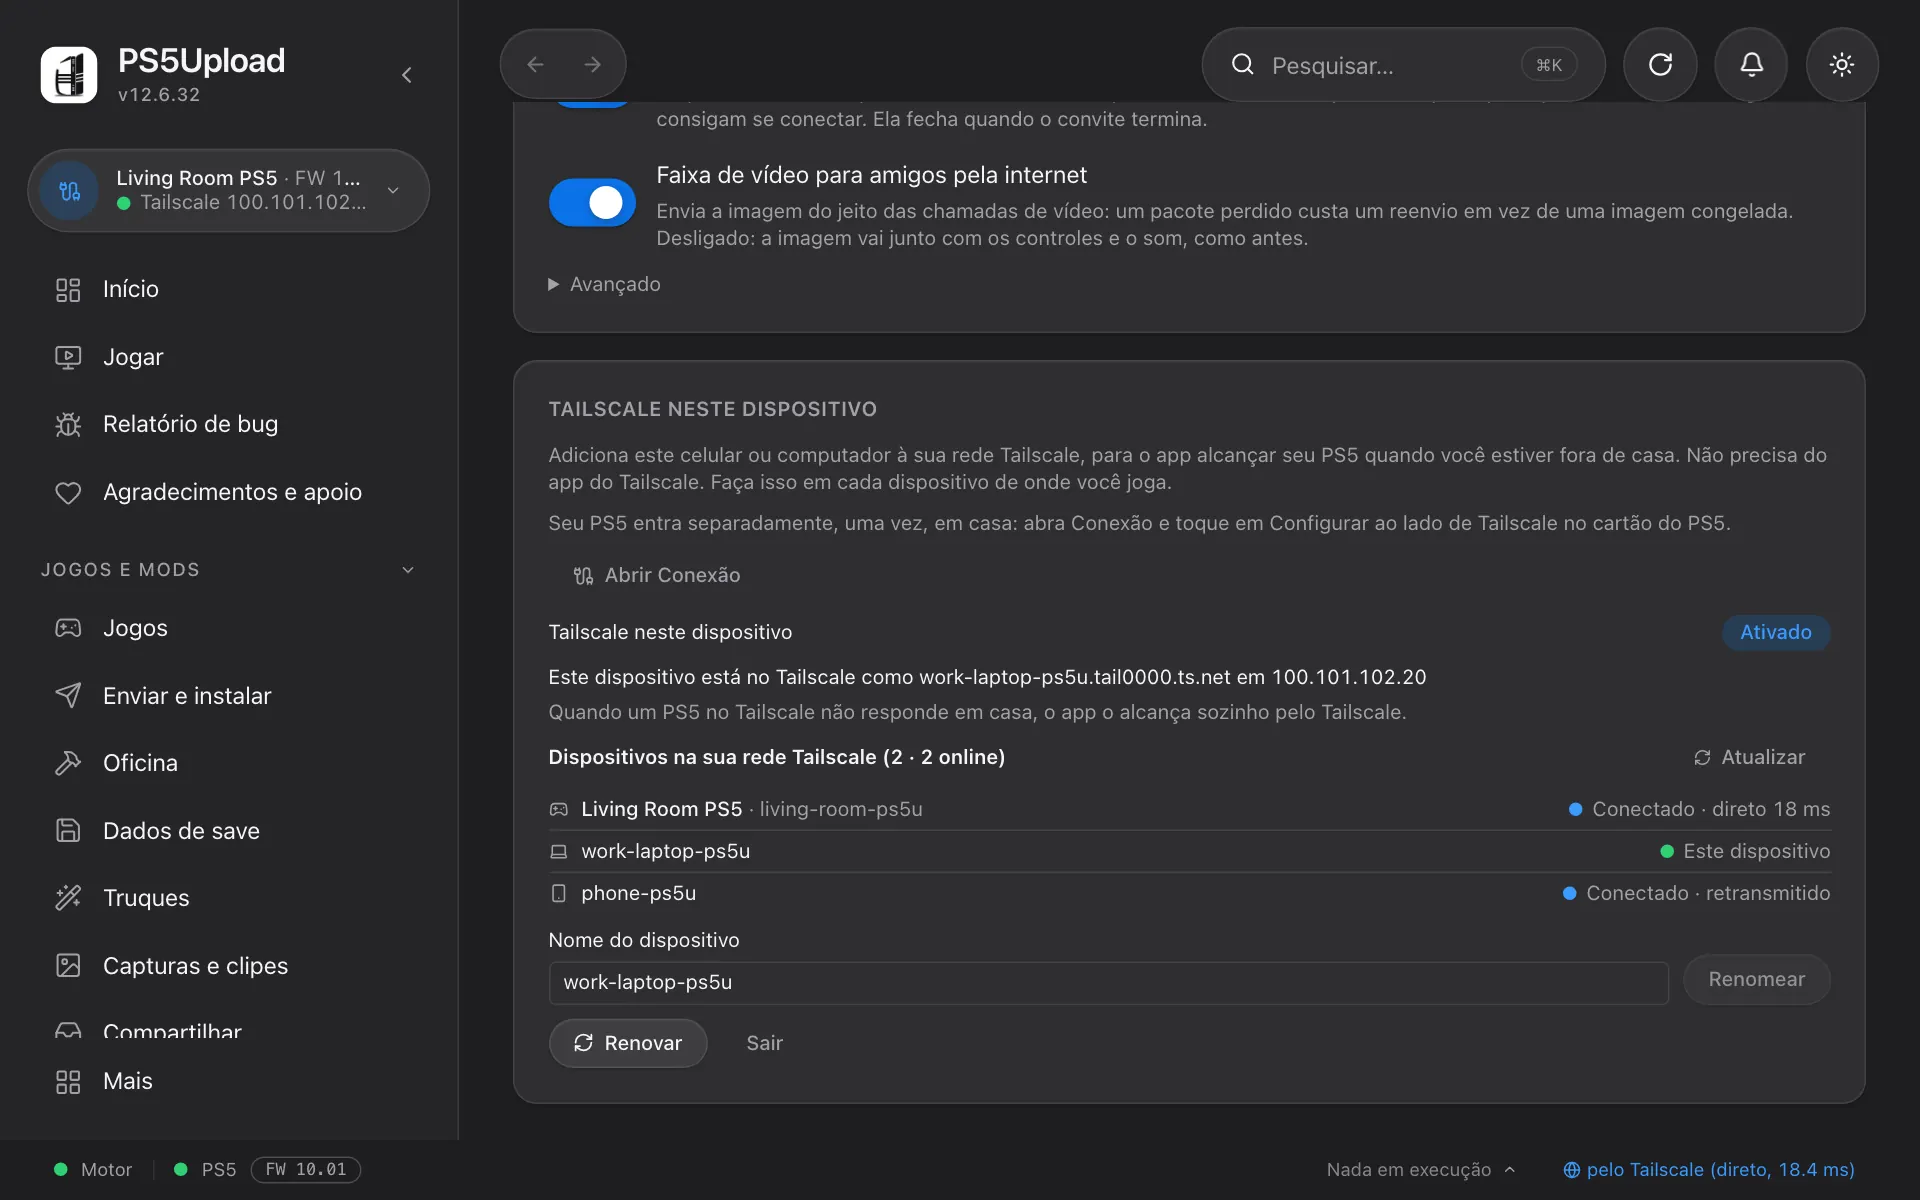 PS5Upload
v12.6.32
Living Room PS5 · FW 1...
Tailscale 100.101.102...
Início
Jogar
Relatório de bug
Agradecimentos e apoio
JOGOS E MODS
Jogos
Enviar e instalar
Oficina
Dados de save
Truques
Capturas e clipes
Compartilhar
Mais
Pesquisar...
⌘K
consigam se conectar. Ela fecha quando o convite termina.
Faixa de vídeo para amigos pela internet
Envia a imagem do jeito das chamadas de vídeo: um pacote perdido custa um reenvio em vez de uma imagem congelada.
Desligado: a imagem vai junto com os controles e o som, como antes.
Avançado
TAILSCALE NESTE DISPOSITIVO
Adiciona este celular ou computador à sua rede Tailscale, para o app alcançar seu PS5 quando você estiver fora de casa. Não precisa do
app do Tailscale. Faça isso em cada dispositivo de onde você joga.
Seu PS5 entra separadamente, uma vez, em casa: abra Conexão e toque em Configurar ao lado de Tailscale no cartão do PS5.
Abrir Conexão
Tailscale neste dispositivo
Ativado
Este dispositivo está no Tailscale como work-laptop-ps5u.tail0000.ts.net em 100.101.102.20
Quando um PS5 no Tailscale não responde em casa, o app o alcança sozinho pelo Tailscale.
Dispositivos na sua rede Tailscale (2 · 2 online)
Atualizar
Living Room PS5 · living-room-ps5u
Conectado · direto 18 ms
work-laptop-ps5u
Este dispositivo
phone-ps5u
Conectado · retransmitido
Nome do dispositivo
work-laptop-ps5u
Renomear
Renovar
Sair
Motor
PS5
FW 10.01
Nada em execução
pelo Tailscale (direto, 18.4 ms)